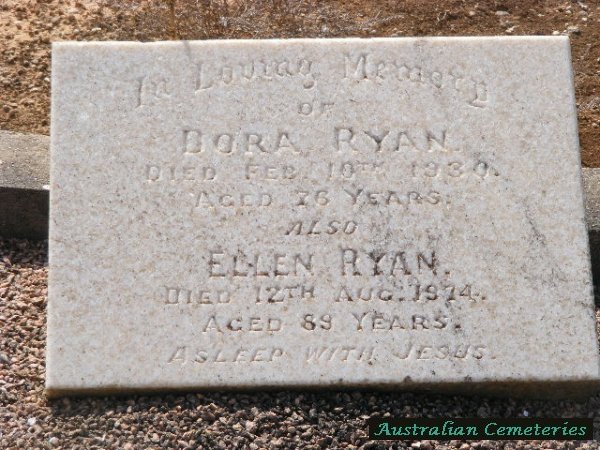 In Loving Memory
OF
DORA RYAN.
DIED FEB. 10TH 1939.
AGED 76 YEARS.
ALSO
ELLEN RYAN.
DIED 12TH AUG. 1974.
AGED 89 YEARS.
ASLEEP WITH JESUS.
Australian Cemeteries